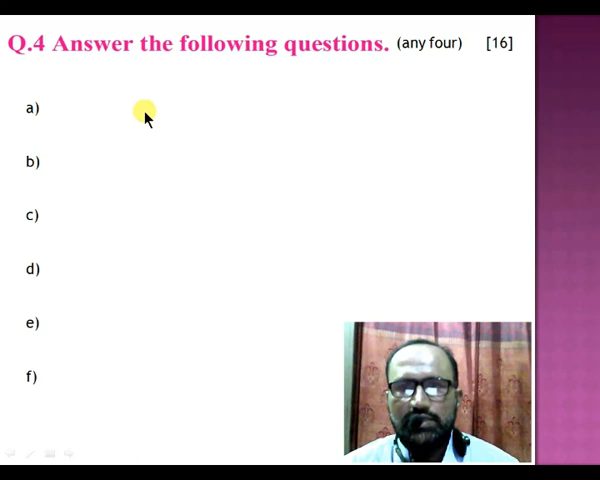 Q.4 Answer the following questions. (any four) [16]
a)
b)
c)
d)
e)
f)